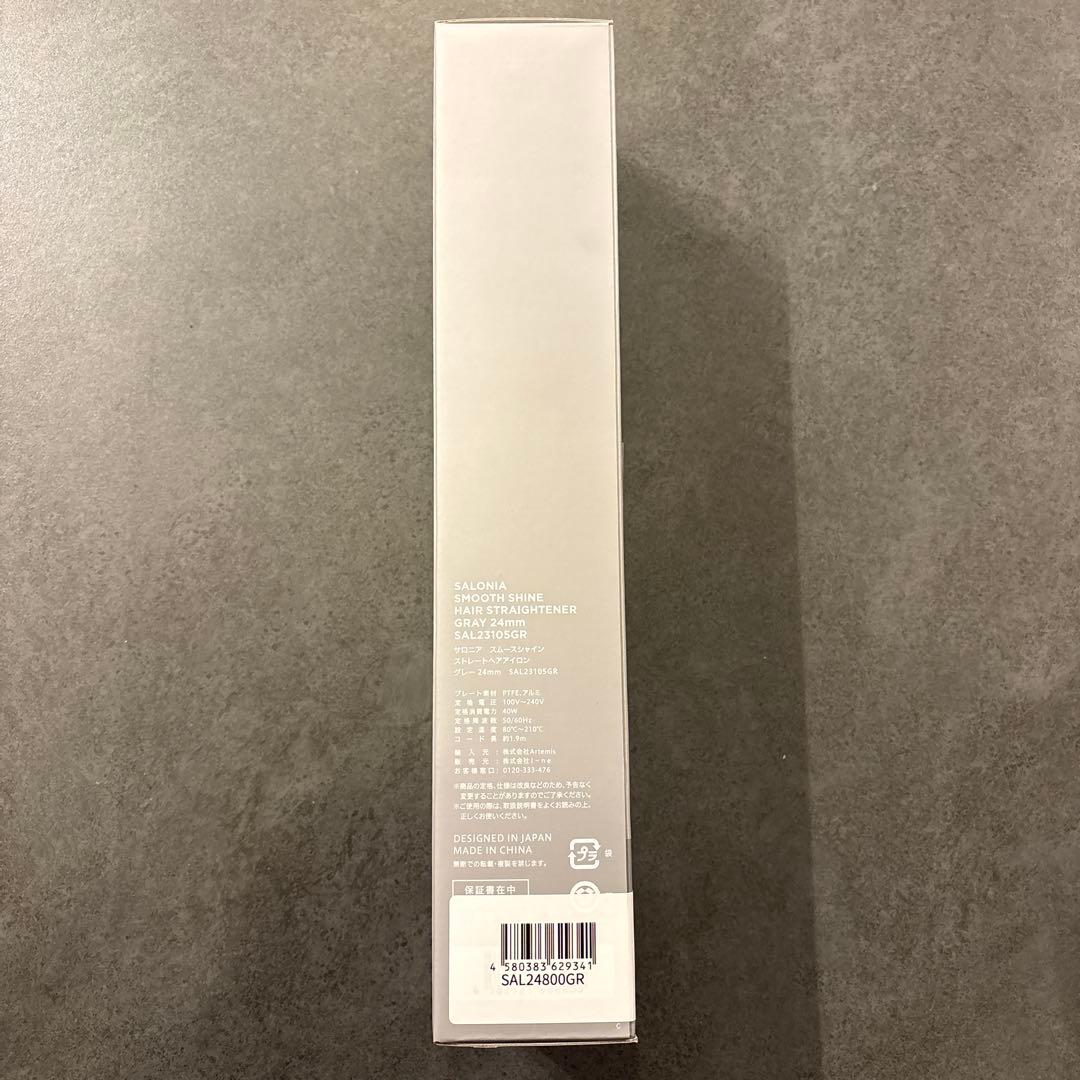 SALONIA
SMOOTH SHINE
HAIR STRAIGHTENER
GRAY 24mm
SAL23105GR
サロニア スムースシャイン
ストレートヘアアイロン
グレー 24mm SAL23105GR
プレート素材 PTFE、アルミ
定格電圧 100V〜240V
定格消費電力 40W
定格周波数 50/60Hz
設定温度 80℃〜210℃
コード長 約1.9m
輸入元：株式会社Artemis
販売元：株式会社I-ne
お客様窓口：0120-333-476
※商品の定格、仕様は改良などのため、予告なく
変更することがありますのでご了承ください。
※ご使用の際は、取扱説明書をよくお読みの上、
正しくお使いください。
DESIGNED IN JAPAN
MADE IN CHINA
無断での転載・複製を禁じます。
プラ 袋
保証書在中
4 580383 629341
SAL24800GR
C